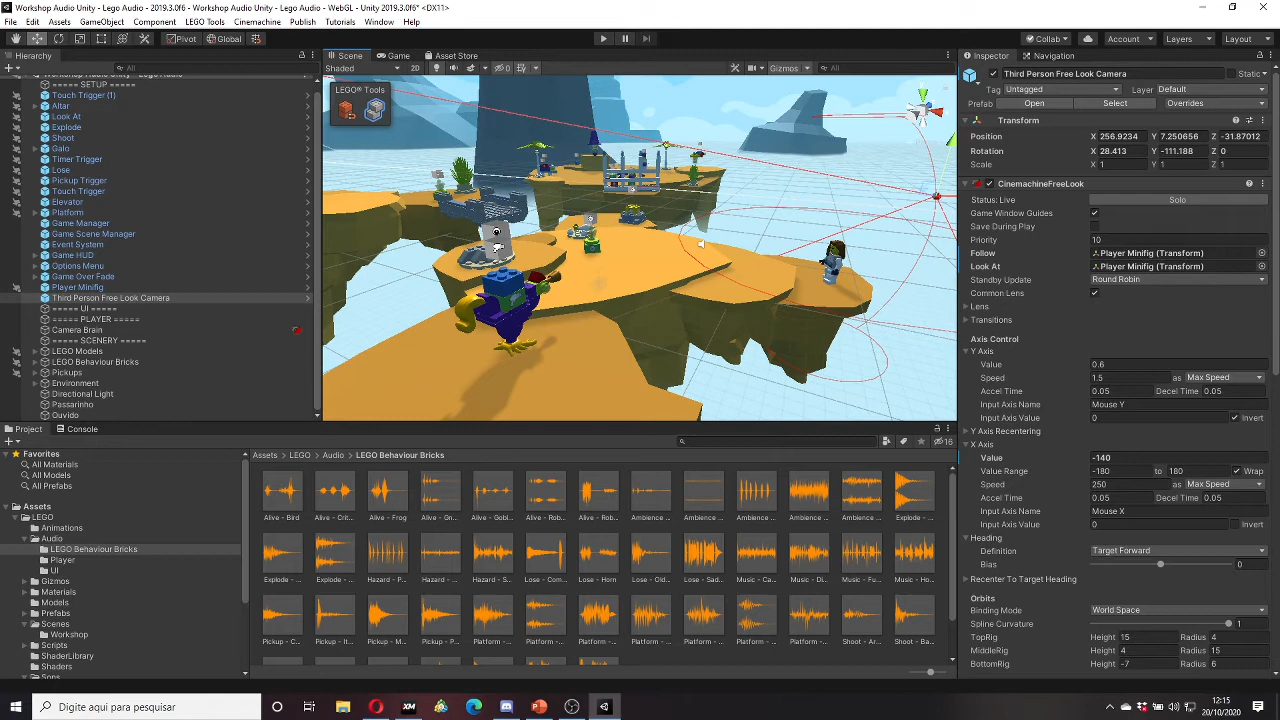 Workshop Audio Unity - Lego Audio - WebGL - Unity 2019.3.0f6 - Unity 2019.3.0f6* <DX11>
File Edit Assets GameObject Component LEGO Tools Cinemachine Publish Tutorials Window Help
Pivot Global Collab Account Layers Layout
Hierarchy
All
Workshop Audio Unity - Lego Audio
===== SETUP =====
Touch Trigger (1)
Altar
Look At
Explode
Shoot
Galo
Timer Trigger
Lose
Pickup Trigger
Touch Trigger
Elevator
Platform
Game Manager
Game Scene Manager
Event System
Game HUD
Options Menu
Game Over Fade
Player Minifig
Third Person Free Look Camera
===== UI =====
===== PLAYER =====
Camera Brain
===== SCENERY =====
LEGO Models
LEGO Behaviour Bricks
Pickups
Environment
Directional Light
Passarinho
Ouvido
Scene Game Asset Store
Shaded 2D 0 Gizmos All
LEGO® Tools
Project Console
16
Favorites
All Materials
All Models
All Prefabs
Assets
LEGO
Animations
Audio
LEGO Behaviour Bricks
Player
UI
Gizmos
Materials
Models
Prefabs
Scenes
Workshop
Scripts
ShaderLibrary
Shaders
Sons
Assets > LEGO > Audio > LEGO Behaviour Bricks
Alive - Bird Alive - Crit... Alive - Frog Alive - Gn... Alive - Gobl... Alive - Rob... Alive - Rob... Ambience ... Ambience ... Ambience ... Ambience ... Ambience ... Explode - ...
Explode - ... Explode - ... Hazard - P... Hazard - ... Hazard - S... Lose - Com... Lose - Horn Lose - Old... Lose - Sad... Music - Ca... Music - Di... Music - Fu... Music - Ho...
Pickup - C... Pickup - It... Pickup - M... Pickup - P... Platform - ... Platform - ... Platform - ... Platform - ... Platform - ... Platform - ... Platform - ... Shoot - Ar... Shoot - Ba...
Inspector Navigation
Third Person Free Look Camera Static
Tag Untagged Layer Default
Prefab Open Select Overrides
Transform
Position X 256.9234 Y 7.250656 Z -31.87012
Rotation X 28.413 Y -111.188 Z 0
Scale X 1 Y 1 Z 1
CinemachineFreeLook
Status: Live Solo
Game Window Guides
Save During Play
Priority 10
Follow Player Minifig (Transform)
Look At Player Minifig (Transform)
Standby Update Round Robin
Common Lens
Lens
Transitions
Axis Control
Y Axis
Value 0.6
Speed 1.5 as Max Speed
Accel Time 0.05 Decel Time 0.05
Input Axis Name Mouse Y
Input Axis Value 0 Invert
Y Axis Recentering
X Axis
Value -140
Value Range -180 to 180 Wrap
Speed 250 as Max Speed
Accel Time 0.05 Decel Time 0.05
Input Axis Name Mouse X
Input Axis Value 0 Invert
Heading
Definition Target Forward
Bias 0
Recenter To Target Heading
Orbits
Binding Mode World Space
Spline Curvature 1
TopRig Height 15 Radius 4
MiddleRig Height 4 Radius 15
BottomRig Height -7 Radius 6
Digite aqui para pesquisar
12:15
20/10/2020